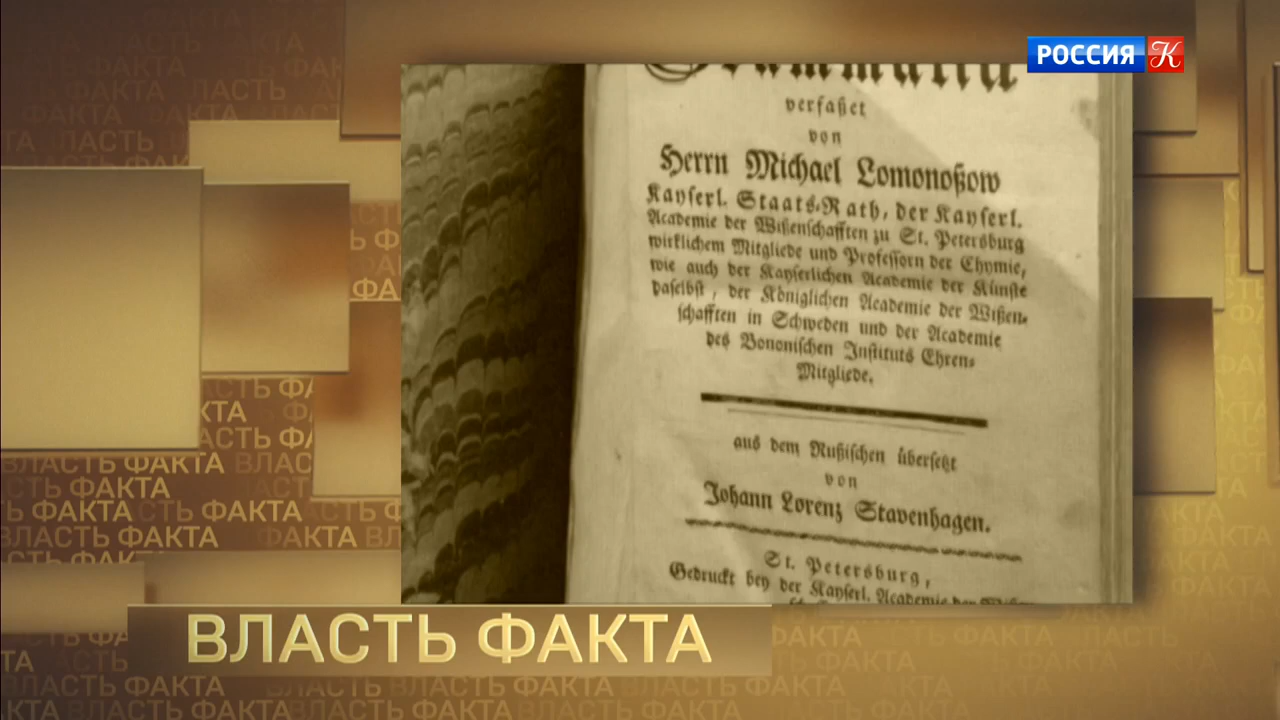 РОССИЯ К
Grammatica
verfaßet
von
Herrn Michael Lomonoßow
Kayserl. Staats-Rath, der Kayserl.
Academie der Wißenschafften zu St. Petersburg
wirklichem Mitgliede und Professorn der Chymie,
wie auch der Kayserlichen Academie der Künste
daselbst, der Königlichen Academie der Wißen-
schafften in Schweden und der Academie
des Bononischen Instituts Ehren-
Mitgliede.
aus dem Rußischen übersetzt
von
Johann Lorenz Stavenhagen.
St. Petersburg,
Gedruckt bey der Kayserl. Academie der
ВЛАСТЬ ФАКТА